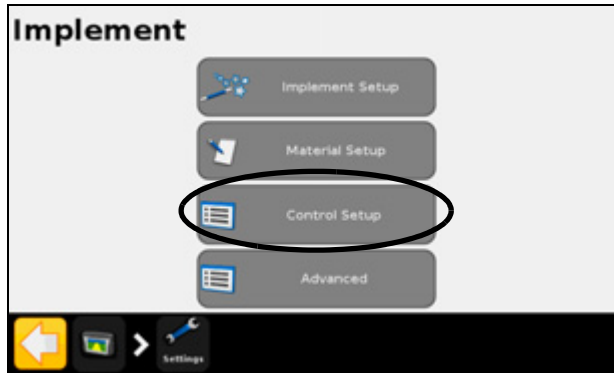 Implement
Implement Setup
Material Setup
Control Setup
Advanced
Settings